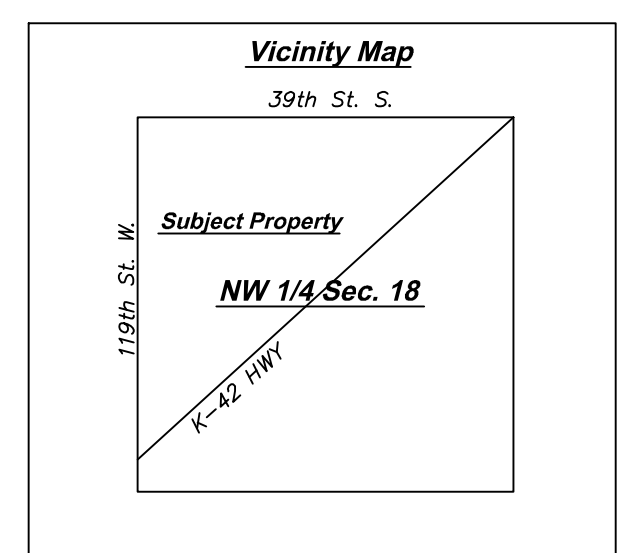 Vicinity Map
39th St. S.
119th St. W.
Subject Property
NW 1/4 Sec. 18
K-42 HWY